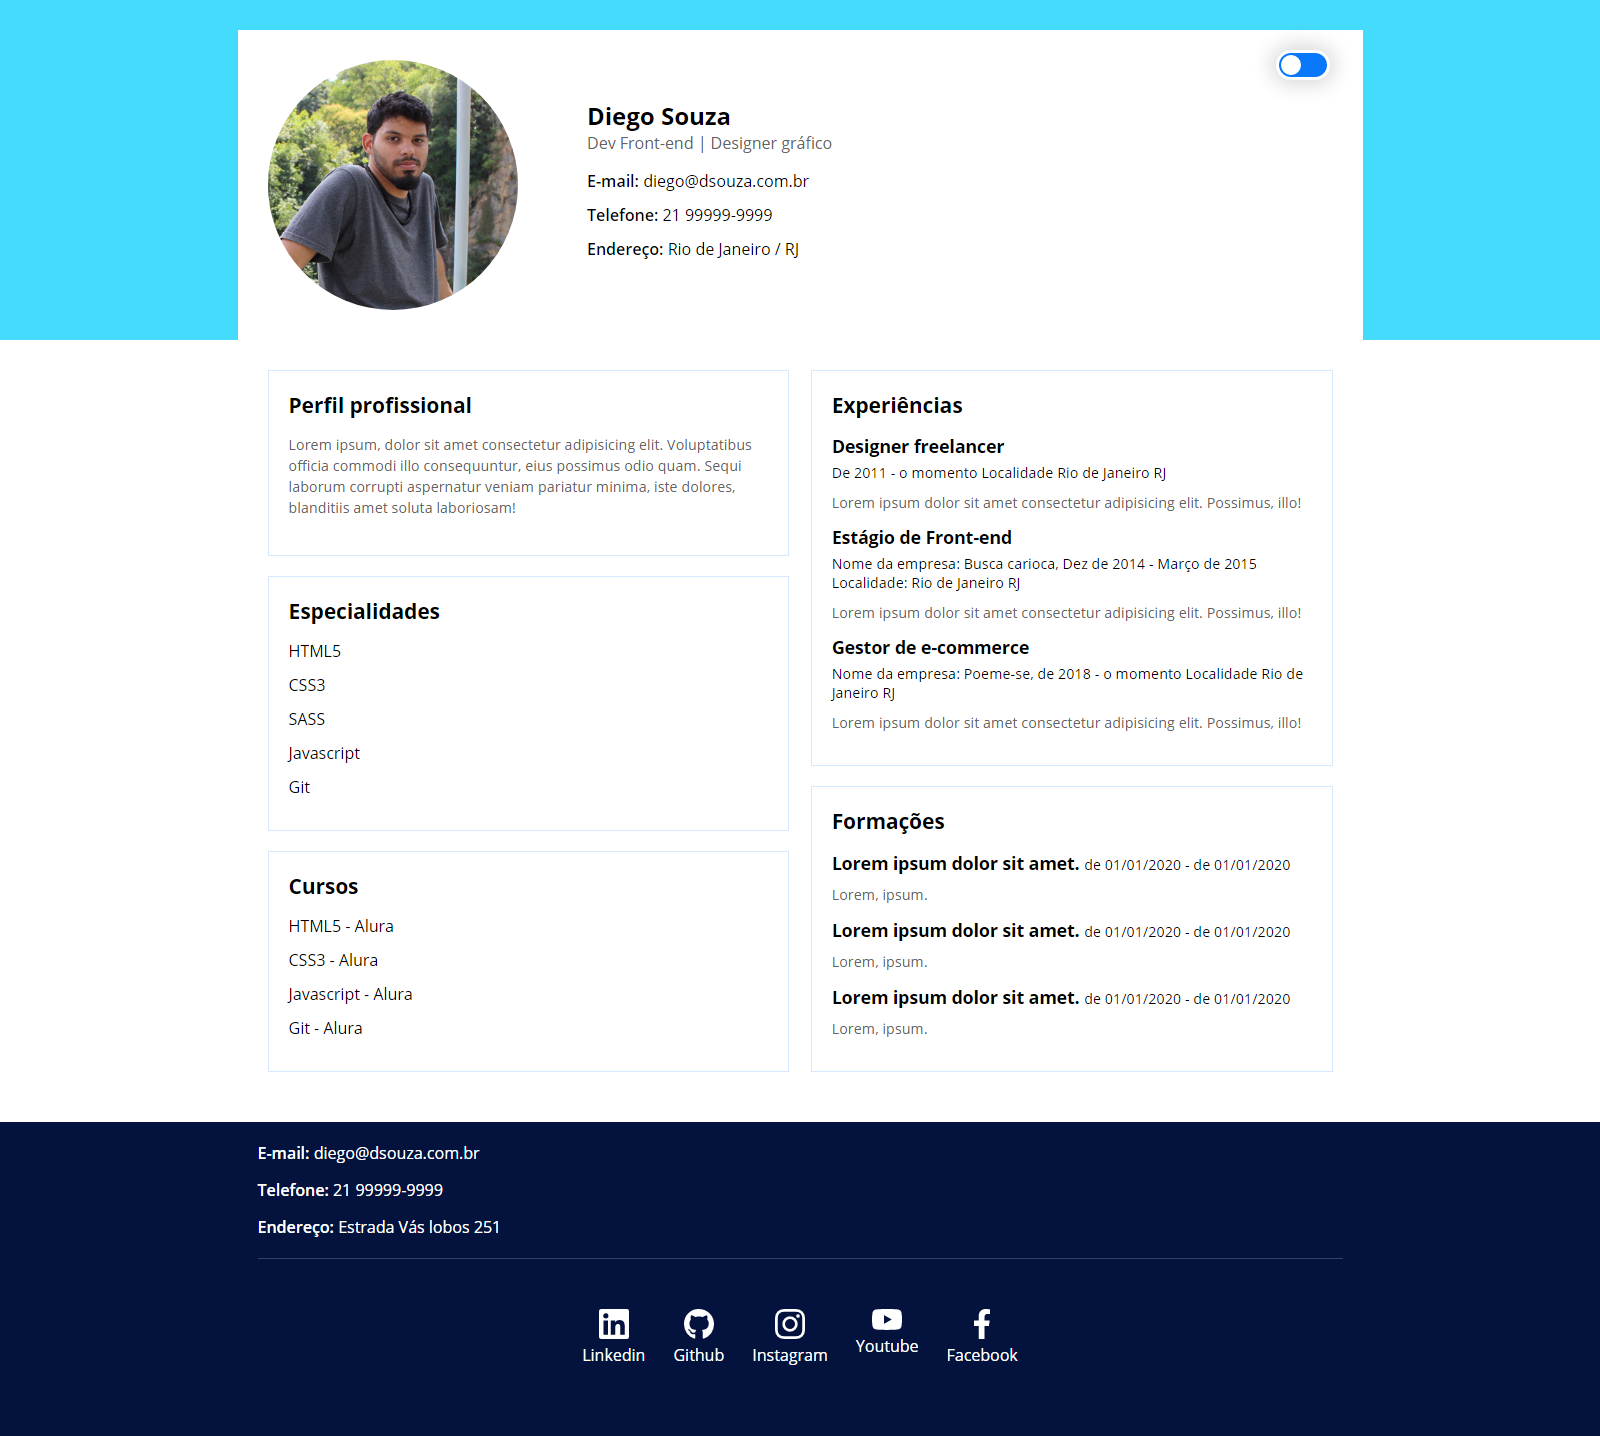 Diego Souza
Dev Front-end | Designer gráfico
E-mail: diego@dsouza.com.br
Telefone: 21 99999-9999
Endereço: Rio de Janeiro / RJ
Perfil profissional
Lorem ipsum, dolor sit amet consectetur adipisicing elit. Voluptatibus
officia commodi illo consequuntur, eius possimus odio quam. Sequi
laborum corrupti aspernatur veniam pariatur minima, iste dolores,
blanditiis amet soluta laboriosam!
Especialidades
HTML5
CSS3
SASS
Javascript
Git
Cursos
HTML5 - Alura
CSS3 - Alura
Javascript - Alura
Git - Alura
Experiências
Designer freelancer
De 2011 - o momento Localidade Rio de Janeiro RJ
Lorem ipsum dolor sit amet consectetur adipisicing elit. Possimus, illo!
Estágio de Front-end
Nome da empresa: Busca carioca, Dez de 2014 - Março de 2015
Localidade: Rio de Janeiro RJ
Lorem ipsum dolor sit amet consectetur adipisicing elit. Possimus, illo!
Gestor de e-commerce
Nome da empresa: Poeme-se, de 2018 - o momento Localidade Rio de
Janeiro RJ
Lorem ipsum dolor sit amet consectetur adipisicing elit. Possimus, illo!
Formações
Lorem ipsum dolor sit amet. de 01/01/2020 - de 01/01/2020
Lorem, ipsum.
Lorem ipsum dolor sit amet. de 01/01/2020 - de 01/01/2020
Lorem, ipsum.
Lorem ipsum dolor sit amet. de 01/01/2020 - de 01/01/2020
Lorem, ipsum.
E-mail: diego@dsouza.com.br
Telefone: 21 99999-9999
Endereço: Estrada Vás lobos 251
Linkedin
Github
Instagram
Youtube
Facebook